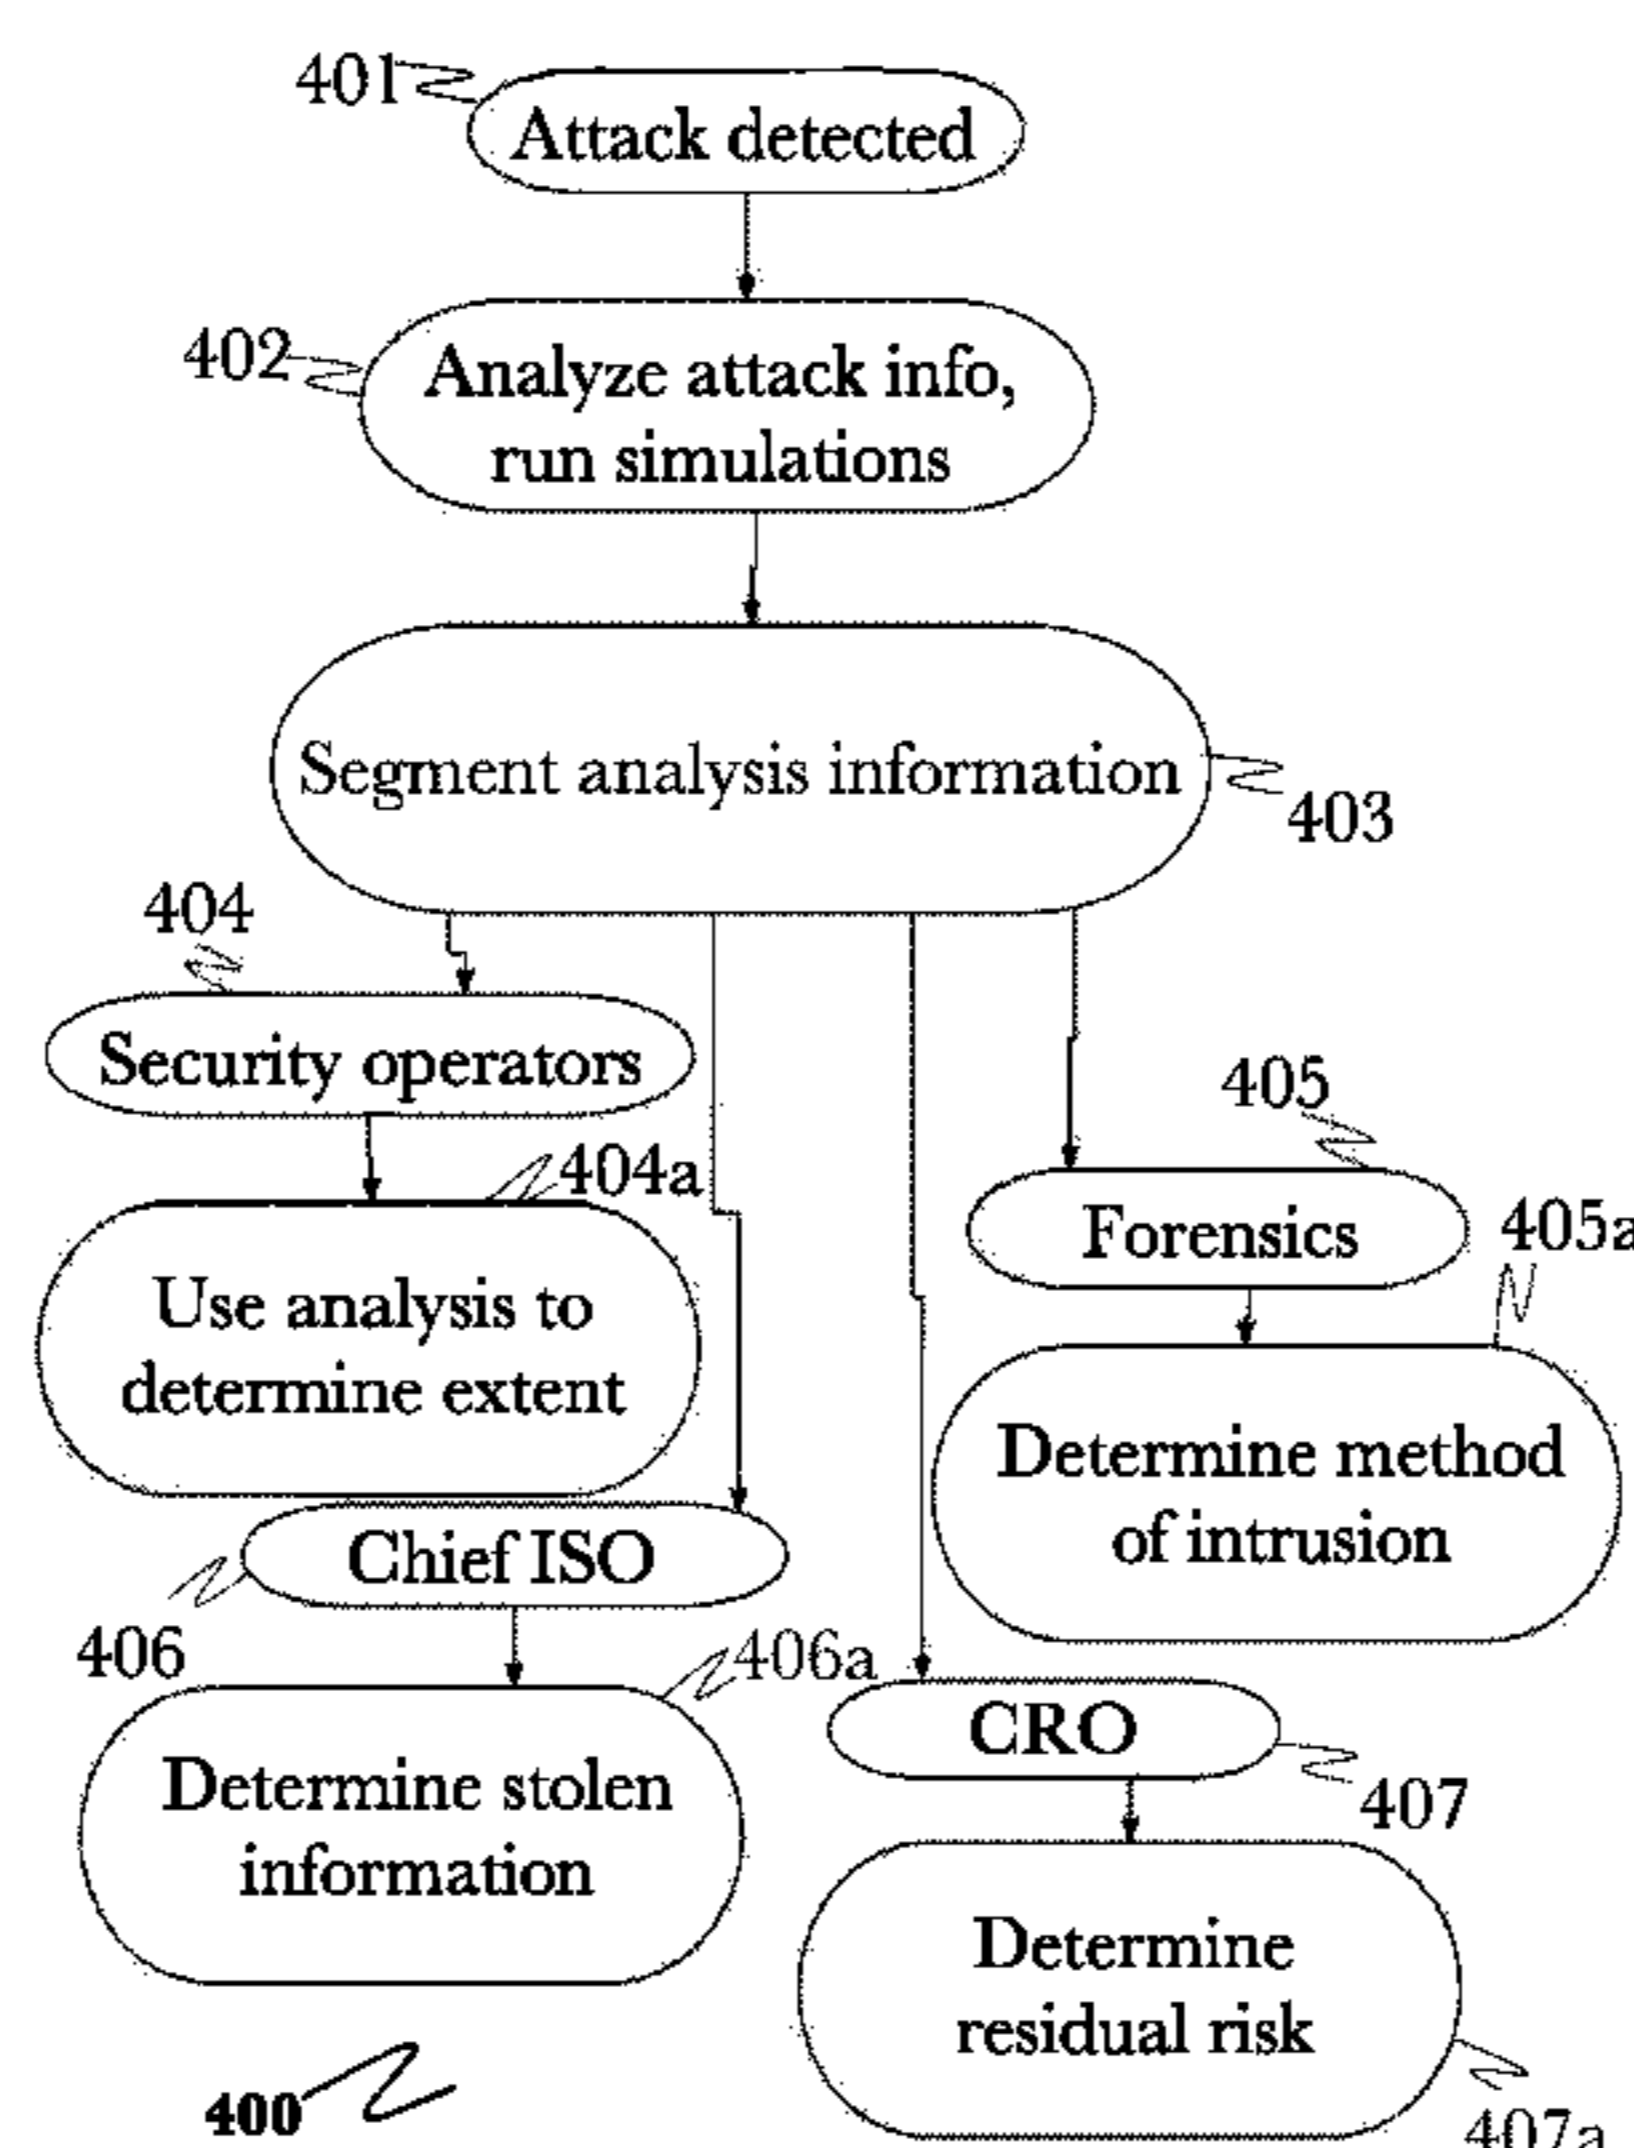 401
Attack detected
402
Analyze attack info,
run simulations
Segment analysis information
403
404
Security operators
405
404a
Forensics
405a
Use analysis to
determine extent
Determine method
of intrusion
Chief ISO
406
406a
CRO
407
Determine stolen
information
Determine
residual risk
400
407a